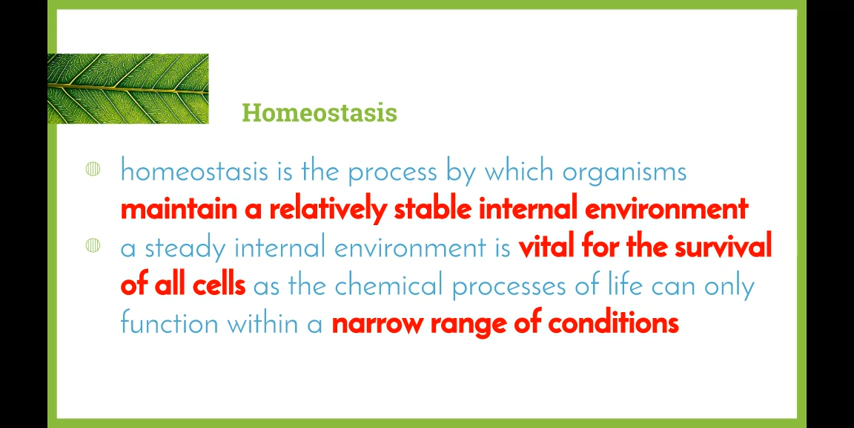 Homeostasis
homeostasis is the process by which organisms
maintain a relatively stable internal environment
a steady internal environment is vital for the survival
of all cells as the chemical processes of life can only
function within a narrow range of conditions